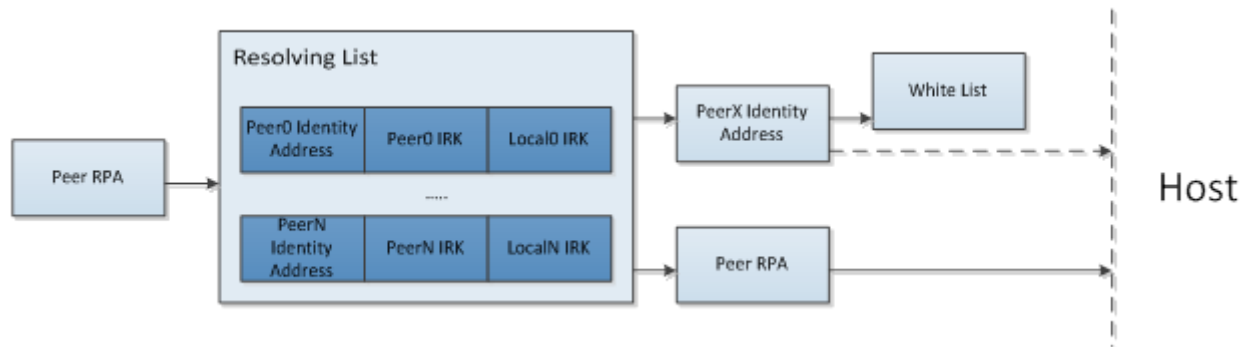 Resolving List
Peer0 Identity
Address
Peer0 IRK
Local0 IRK
......
PeerN
Identity
Address
PeerN IRK
LocalN IRK
Peer RPA
PeerX Identity
Address
White List
Peer RPA
Host